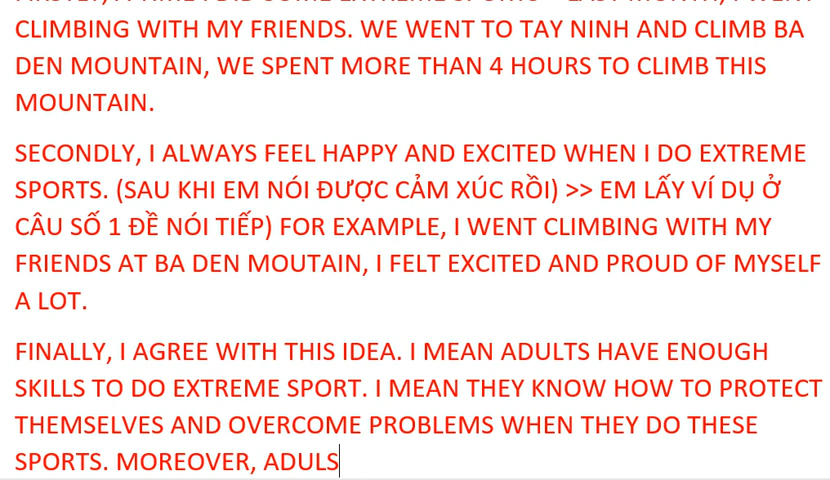 CLIMBING WITH MY FRIENDS. WE WENT TO TAY NINH AND CLIMB BA
DEN MOUNTAIN, WE SPENT MORE THAN 4 HOURS TO CLIMB THIS
MOUNTAIN.
SECONDLY, I ALWAYS FEEL HAPPY AND EXCITED WHEN I DO EXTREME
SPORTS. (SAU KHI EM NÓI ĐƯỢC CẢM XÚC RỒI) >> EM LẤY VÍ DỤ Ở
CÂU SỐ 1 ĐỀ NÓI TIẾP) FOR EXAMPLE, I WENT CLIMBING WITH MY
FRIENDS AT BA DEN MOUTAIN, I FELT EXCITED AND PROUD OF MYSELF
A LOT.
FINALLY, I AGREE WITH THIS IDEA. I MEAN ADULTS HAVE ENOUGH
SKILLS TO DO EXTREME SPORT. I MEAN THEY KNOW HOW TO PROTECT
THEMSELVES AND OVERCOME PROBLEMS WHEN THEY DO THESE
SPORTS. MOREOVER, ADULS